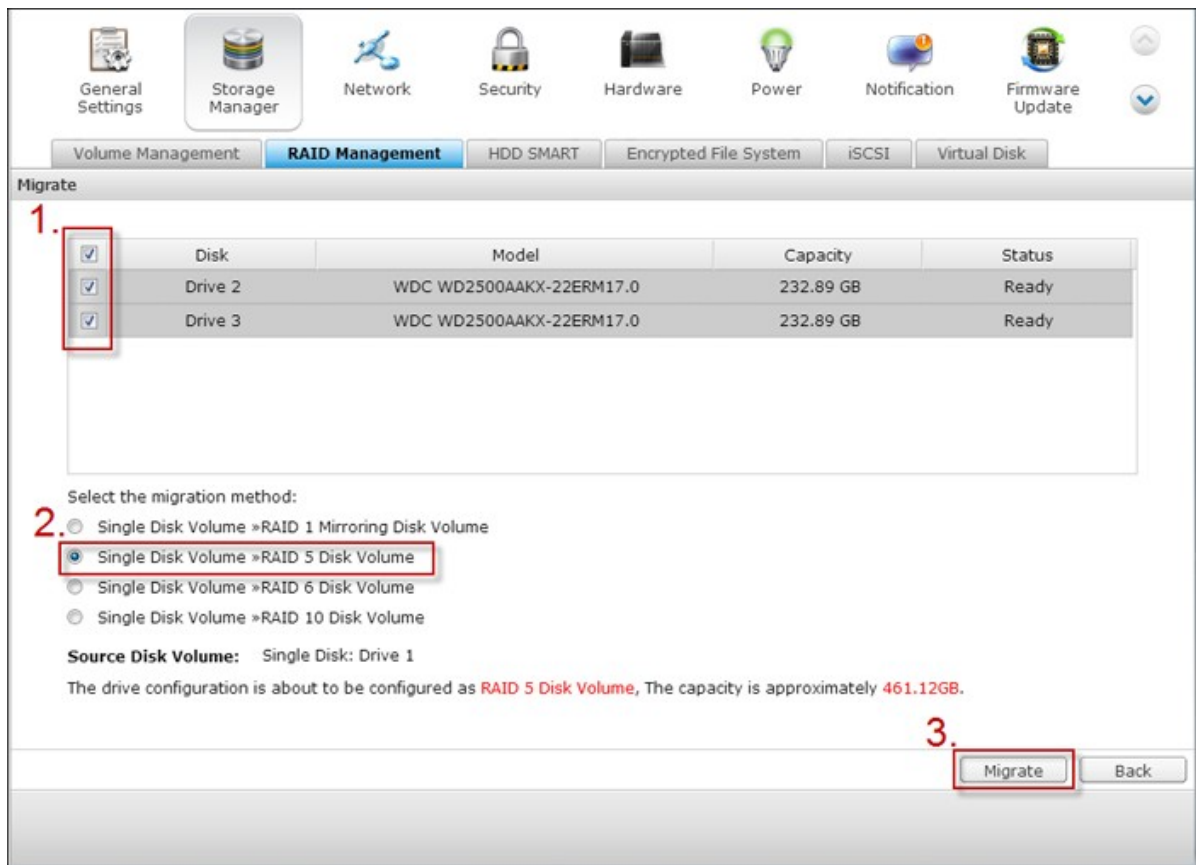 General Settings
Storage Manager
Network
Security
Hardware
Power
Notification
Firmware Update
Volume Management
RAID Management
HDD SMART
Encrypted File System
iSCSI
Virtual Disk
Migrate
1.
Disk Model Capacity Status
Drive 2 WDC WD2500AAKX-22ERM17.0 232.89 GB Ready
Drive 3 WDC WD2500AAKX-22ERM17.0 232.89 GB Ready
Select the migration method:
2.
Single Disk Volume »RAID 1 Mirroring Disk Volume
Single Disk Volume »RAID 5 Disk Volume
Single Disk Volume »RAID 6 Disk Volume
Single Disk Volume »RAID 10 Disk Volume
Source Disk Volume: Single Disk: Drive 1
The drive configuration is about to be configured as RAID 5 Disk Volume, The capacity is approximately 461.12GB.
3.
Migrate
Back